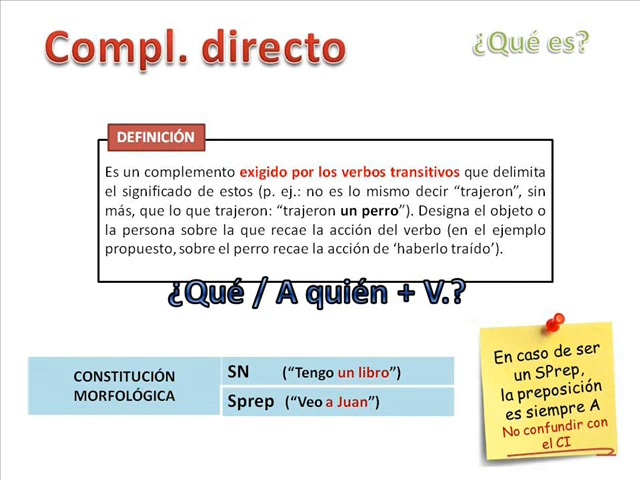 Compl. directo
¿Qué es?
DEFINICIÓN
Es un complemento exigido por los verbos transitivos que delimita
el significado de estos (p. ej.: no es lo mismo decir “trajeron”, sin
más, que lo que trajeron: “trajeron un perro”). Designa el objeto o
la persona sobre la que recae la acción del verbo (en el ejemplo
propuesto, sobre el perro recae la acción de ‘haberlo traído’).
¿Qué / A quién + V.?
CONSTITUCIÓN
MORFOLÓGICA
SN (“Tengo un libro”)
Sprep (“Veo a Juan”)
En caso de ser
un SPrep,
la preposición
es siempre A
No confundir con
el CI